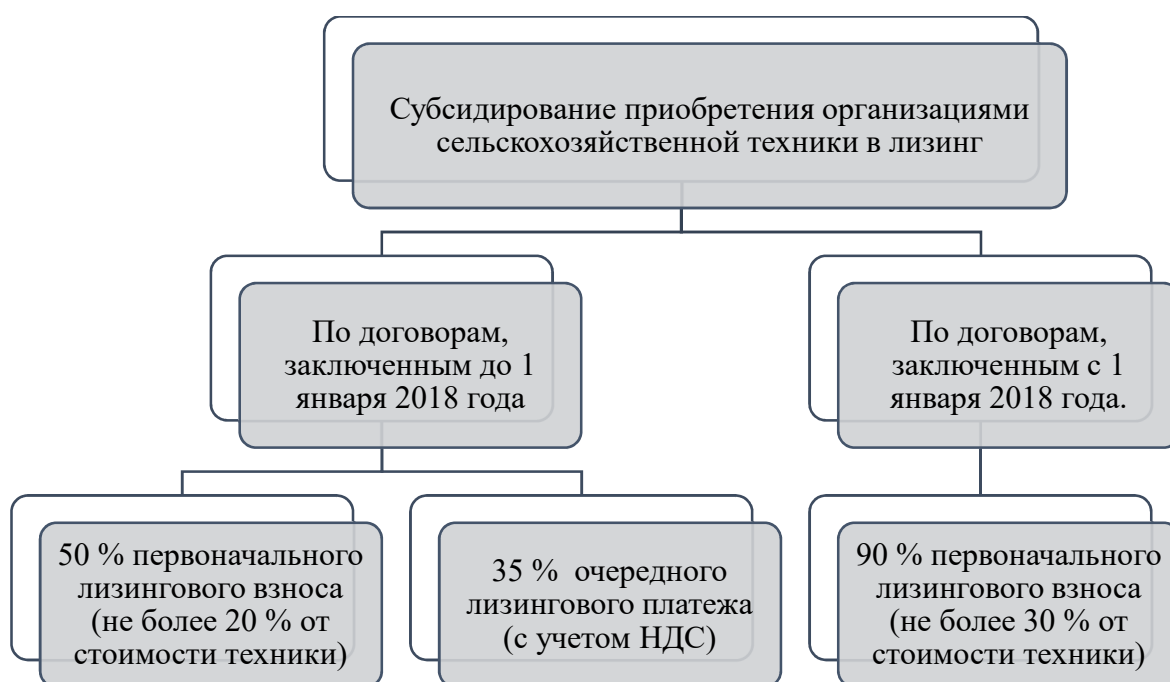 Субсидирование приобретения организациями
сельскохозяйственной техники в лизинг
По договорам,
заключенным до 1
января 2018 года
По договорам,
заключенным с 1
января 2018 года.
50 % первоначального
лизингового взноса
(не более 20 % от
стоимости техники)
35 % очередного
лизингового платежа
(с учетом НДС)
90 % первоначального
лизингового взноса
(не более 30 % от
стоимости техники)